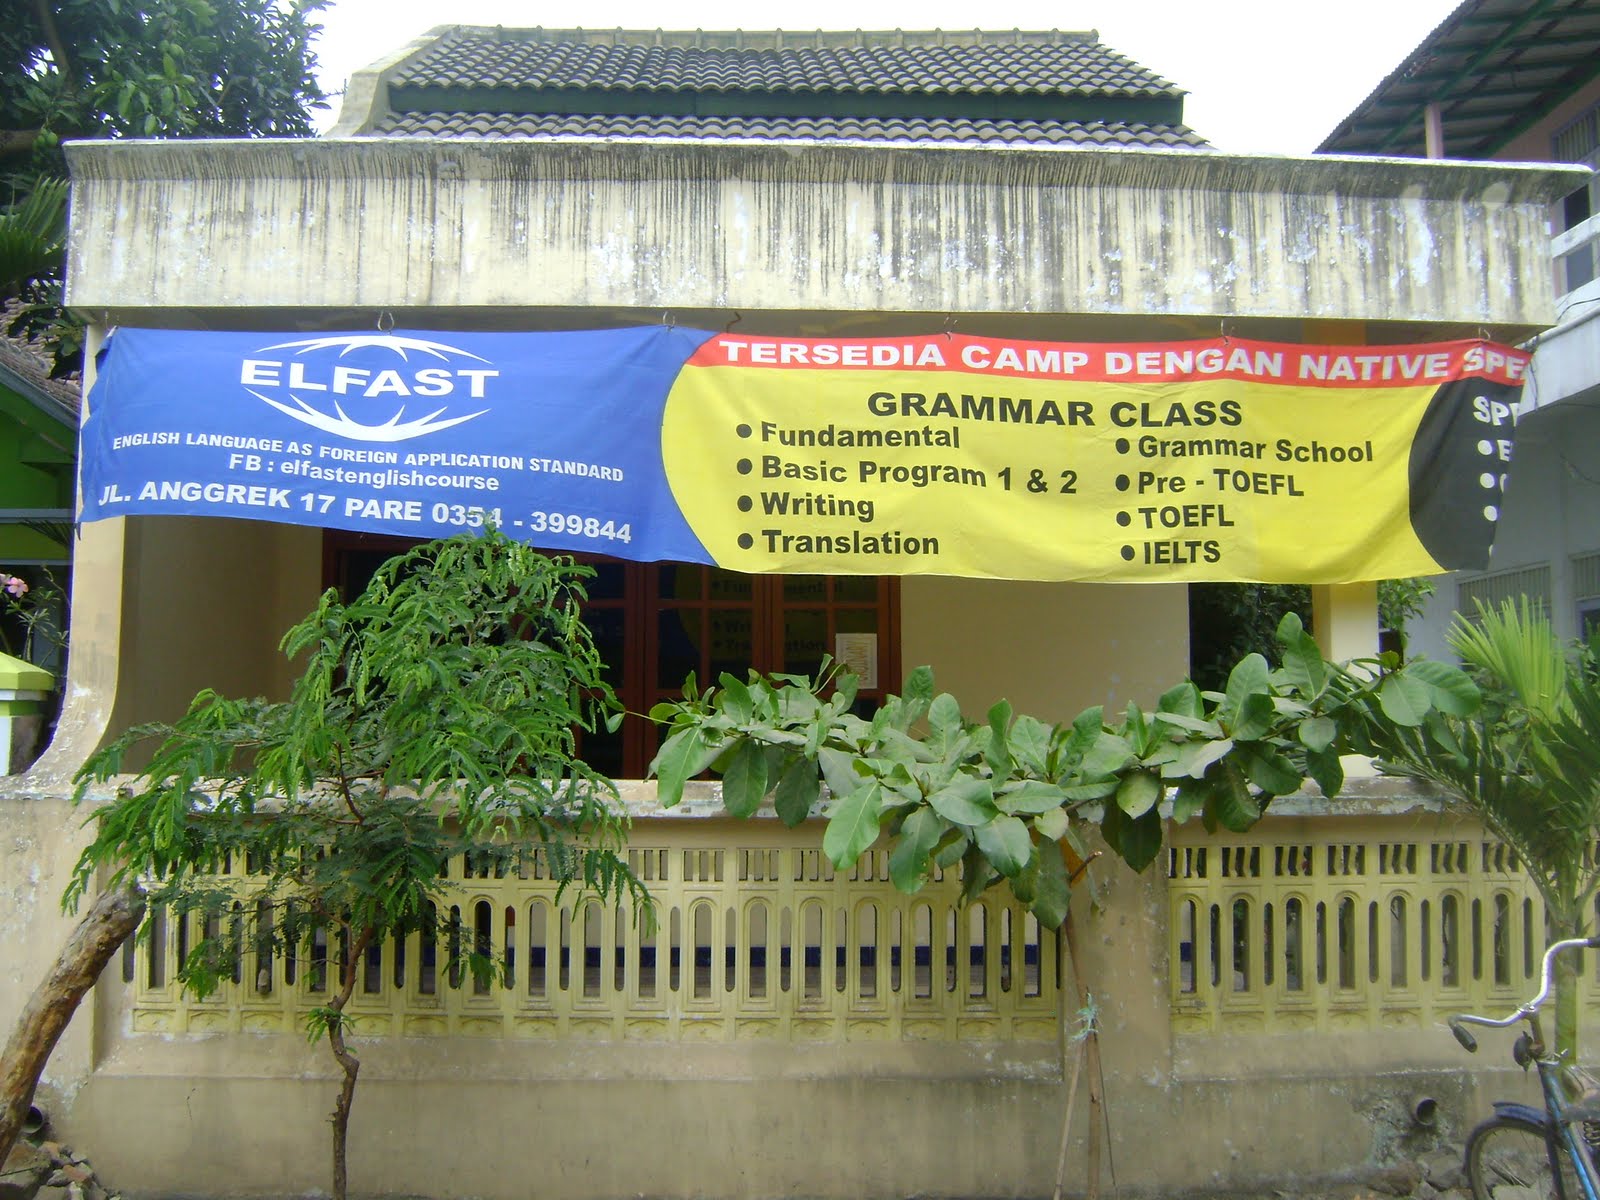 ELFAST
ENGLISH LANGUAGE AS FOREIGN APPLICATION STANDARD
FB : elfastenglishcourse
JL. ANGGREK 17 PARE 0354 - 399844
TERSEDIA CAMP DENGAN NATIVE SPE
GRAMMAR CLASS
• Fundamental
• Basic Program 1 & 2
• Writing
• Translation
• Grammar School
• Pre - TOEFL
• TOEFL
• IELTS